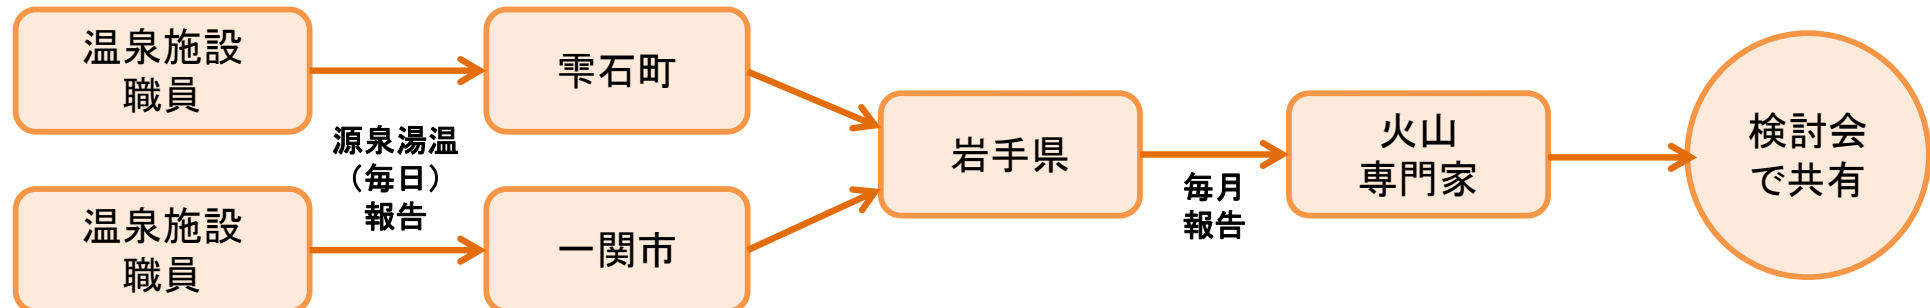 温泉施設
職員
雫石町
源泉湯温
（毎日）
報告
温泉施設
職員
一関市
岩手県
毎月
報告
火山
専門家
検討会
で共有